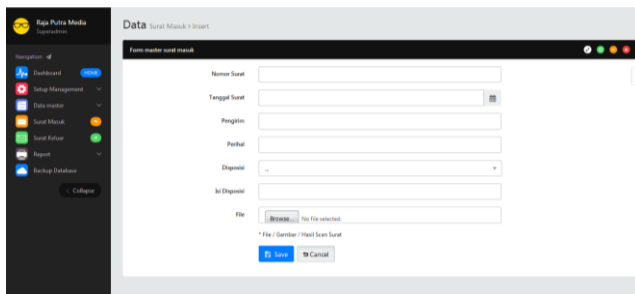 Raja Putra Media
Superadmin
Navigation
Dashboard HOME
Setup Management
Data master
Surat Masuk
Surat Keluar
Report
Backup Database
< Collapse
Data Surat Masuk > Insert
Form master surat masuk
Nomor Surat
Tanggal Surat
Pengirim
Perihal
Disposisi
Isi Disposisi
File Browse... No file selected.
* File / Gambar / Hasil Scan Surat
Save Cancel